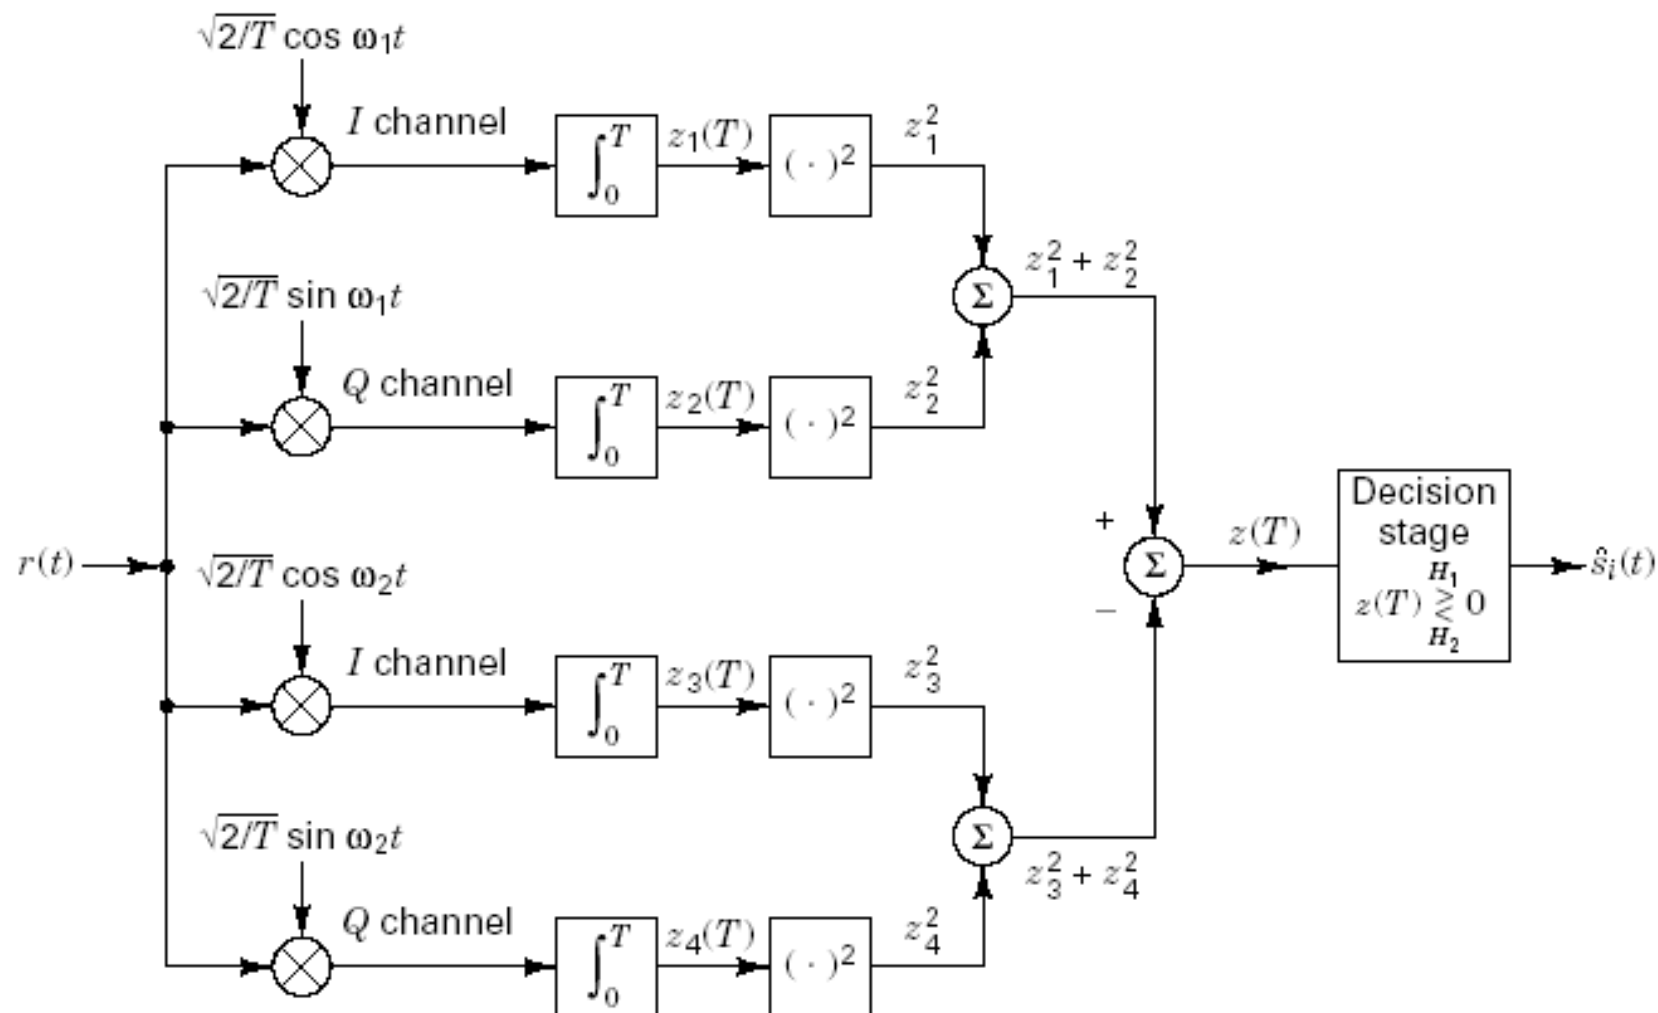 √2/T cos ω₁t
I channel
∫₀ᵀ
z₁(T)
( · )²
z₁²
√2/T sin ω₁t
Q channel
∫₀ᵀ
z₂(T)
( · )²
z₂²
Σ
z₁² + z₂²
r(t)
√2/T cos ω₂t
I channel
∫₀ᵀ
z₃(T)
( · )²
z₃²
√2/T sin ω₂t
Q channel
∫₀ᵀ
z₄(T)
( · )²
z₄²
Σ
z₃² + z₄²
+
Σ
−
z(T)
Decision
stage
H₁
z(T) ≷ 0
H₂
ŝᵢ(t)